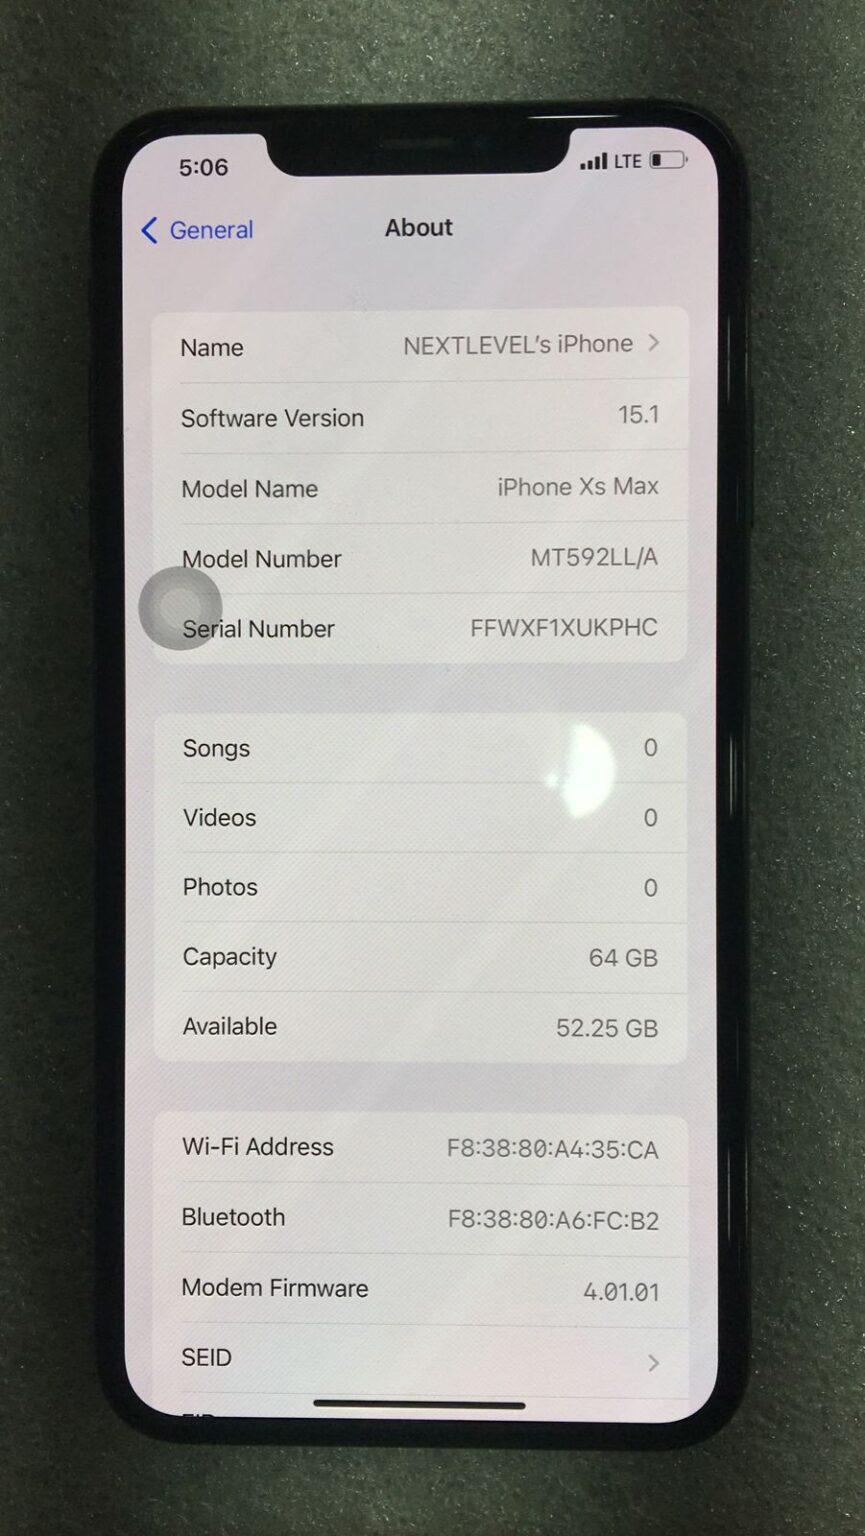 5:06 LTE
General About
Name NEXTLEVEL’s iPhone
Software Version 15.1
Model Name iPhone Xs Max
Model Number MT592LL/A
Serial Number FFWXF1XUKPHC
Songs 0
Videos 0
Photos 0
Capacity 64 GB
Available 52.25 GB
Wi-Fi Address F8:38:80:A4:35:CA
Bluetooth F8:38:80:A6:FC:B2
Modem Firmware 4.01.01
SEID